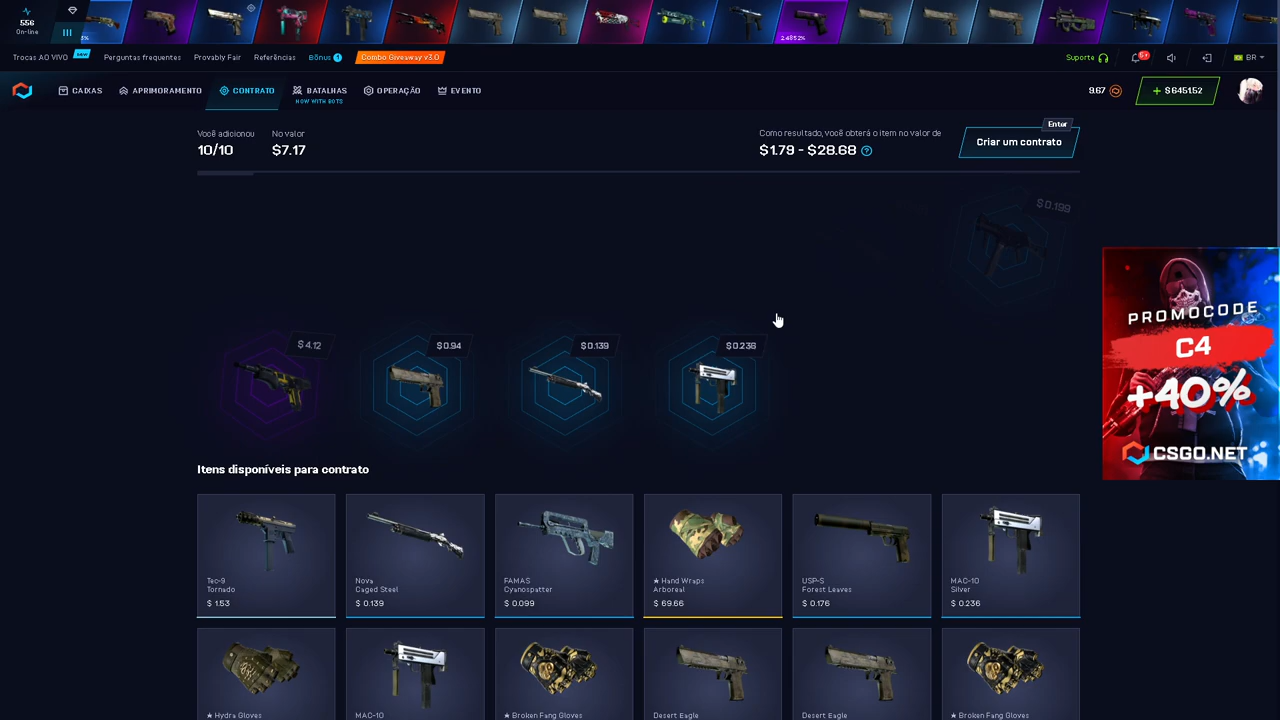 556
On-line
5%
2.4852%
Trocas AO VIVO NEW
Perguntas frequentes
Provably Fair
Referências
Bônus 1
Combo Giveaway v3.0
Suporte
5+
BR
CAIXAS
APRIMORAMENTO
CONTRATO
BATALHAS
NOW WITH BOTS
OPERAÇÃO
EVENTO
9.67
+ $ 6451.52
Você adicionou
10/10
No valor
$7.17
Como resultado, você obterá o item no valor de
$1.79 - $28.68 ?
Enter
Criar um contrato
$ 0.199
$ 4.12
$0.94
$0.139
$0.236
PROMOCODE
C4
+40%
CSGO.NET
Itens disponíveis para contrato
Tec-9
Tornado
$ 1.53
Nova
Caged Steel
$ 0.139
FAMAS
Cyanospatter
$ 0.099
★ Hand Wraps
Arboreal
$ 69.66
USP-S
Forest Leaves
$ 0.176
MAC-10
Silver
$ 0.236
★ Hydra Gloves
MAC-10
★ Broken Fang Gloves
Desert Eagle
Desert Eagle
★ Broken Fang Gloves